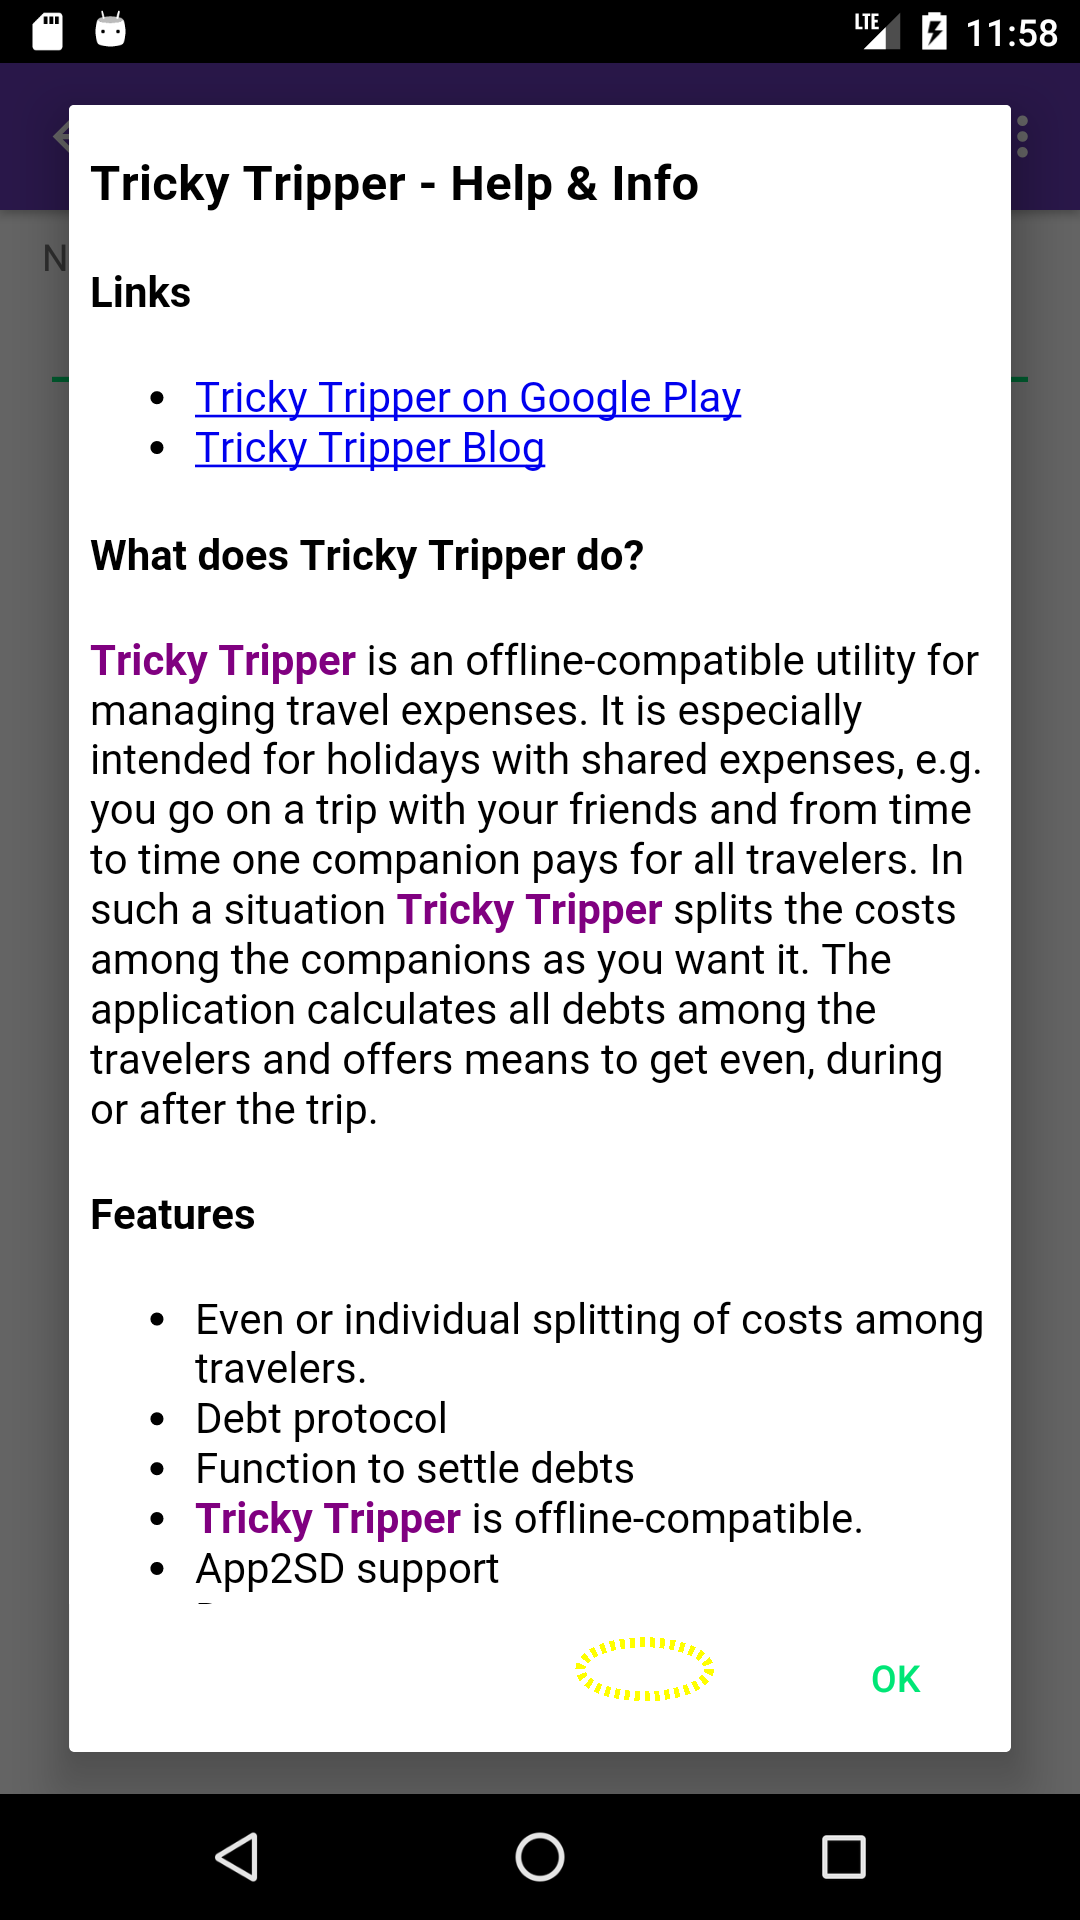 LTE 11:58
Tricky Tripper - Help & Info
N
Links
Tricky Tripper on Google Play
Tricky Tripper Blog
What does Tricky Tripper do?
Tricky Tripper is an offline-compatible utility for
managing travel expenses. It is especially
intended for holidays with shared expenses, e.g.
you go on a trip with your friends and from time
to time one companion pays for all travelers. In
such a situation Tricky Tripper splits the costs
among the companions as you want it. The
application calculates all debts among the
travelers and offers means to get even, during
or after the trip.
Features
Even or individual splitting of costs among
travelers.
Debt protocol
Function to settle debts
Tricky Tripper is offline-compatible.
App2SD support
OK